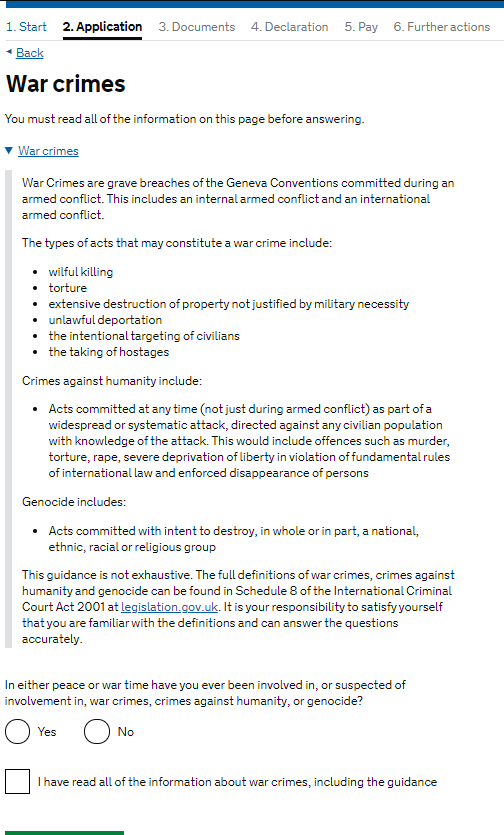 1. Start 2. Application 3. Documents 4. Declaration 5. Pay 6. Further actions
Back
War crimes
You must read all of the information on this page before answering.
War crimes
War Crimes are grave breaches of the Geneva Conventions committed during an
armed conflict. This includes an internal armed conflict and an international
armed conflict.
The types of acts that may constitute a war crime include:
• wilful killing
• torture
• extensive destruction of property not justified by military necessity
• unlawful deportation
• the intentional targeting of civilians
• the taking of hostages
Crimes against humanity include:
• Acts committed at any time (not just during armed conflict) as part of a
widespread or systematic attack, directed against any civilian population
with knowledge of the attack. This would include offences such as murder,
torture, rape, severe deprivation of liberty in violation of fundamental rules
of international law and enforced disappearance of persons
Genocide includes:
• Acts committed with intent to destroy, in whole or in part, a national,
ethnic, racial or religious group
This guidance is not exhaustive. The full definitions of war crimes, crimes against
humanity and genocide can be found in Schedule 8 of the International Criminal
Court Act 2001 at legislation.gov.uk. It is your responsibility to satisfy yourself
that you are familiar with the definitions and can answer the questions
accurately.
In either peace or war time have you ever been involved in, or suspected of
involvement in, war crimes, crimes against humanity, or genocide?
Yes No
I have read all of the information about war crimes, including the guidance